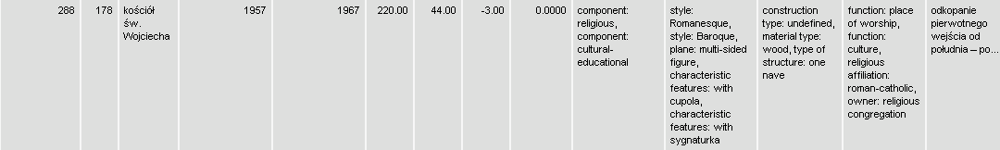 288
178
kościół
św.
Wojciecha
1957
1967
220.00
44.00
-3.00
0.0000
component:
religious,
component:
cultural-
educational
style:
Romanesque,
style: Baroque,
plane: multi-sided
figure,
characteristic
features: with
cupola,
characteristic
features: with
sygnaturka
construction
type: undefined,
material type:
wood, type of
structure: one
nave
function: place
of worship,
function:
culture,
religious
affiliation:
roman-catholic,
owner: religious
congregation
odkopanie
pierwotnego
wejścia od
południa – po...